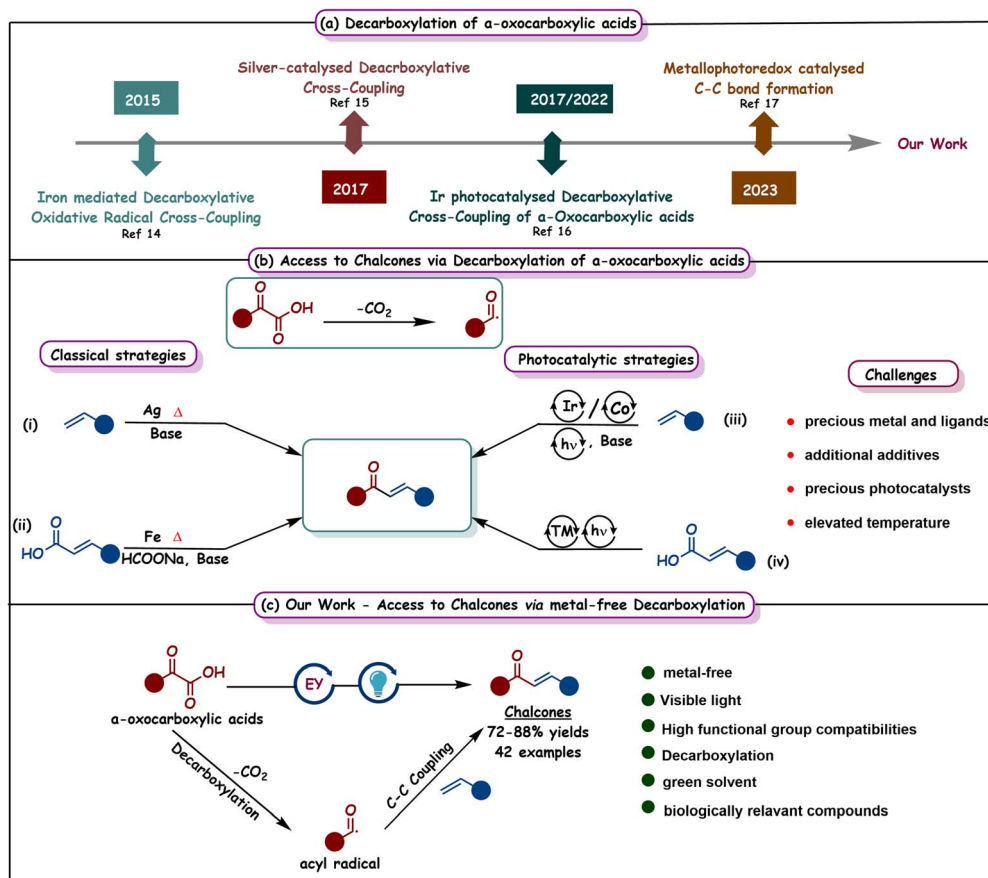 (a) Decarboxylation of a-oxocarboxylic acids
2015
Silver-catalysed Deacrboxylative
Cross-Coupling
Ref 15
2017/2022
Metallophotoredox catalysed
C-C bond formation
Ref 17
Our Work
Iron mediated Decarboxylative
Oxidative Radical Cross-Coupling
Ref 14
2017
Ir photocatalysed Decarboxylative
Cross-Coupling of a-Oxocarboxylic acids
Ref 16
2023
(b) Access to Chalcones via Decarboxylation of a-oxocarboxylic acids
O
OH
O
-CO2
O
Classical strategies
Photocatalytic strategies
Challenges
(i)
Ag Δ
Base
Ir / Co
hν, Base
(iii)
O
precious metal and ligands
additional additives
precious photocatalysts
elevated temperature
(ii)
O
HO
Fe Δ
HCOONa, Base
TM hν
O
HO
(iv)
(c) Our Work - Access to Chalcones via metal-free Decarboxylation
O
OH
O
a-oxocarboxylic acids
EY
O
Chalcones
72-88% yields
42 examples
Decarboxylation
-CO2
C-C Coupling
O
acyl radical
metal-free
Visible light
High functional group compatibilities
Decarboxylation
green solvent
biologically relavant compounds